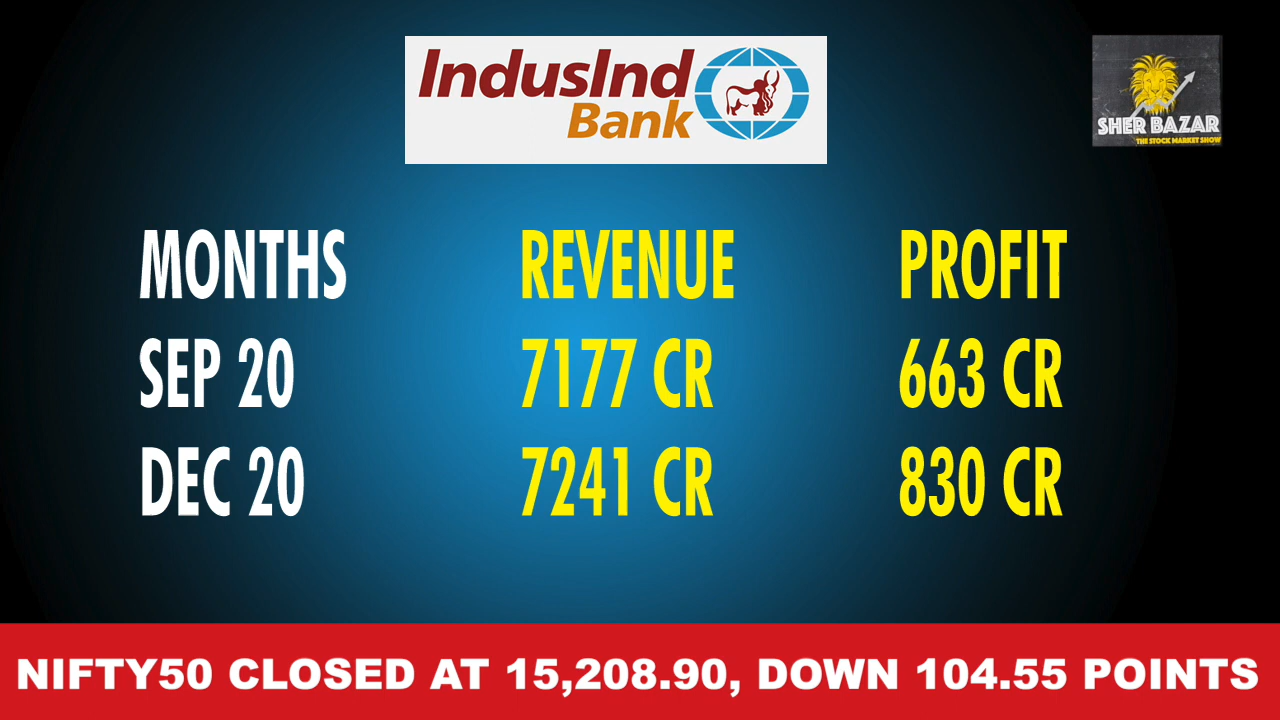 IndusInd
Bank
SHER BAZAR
THE STOCK MARKET SHOW
MONTHS REVENUE PROFIT
SEP 20 7177 CR 663 CR
DEC 20 7241 CR 830 CR
NIFTY50 CLOSED AT 15,208.90, DOWN 104.55 POINTS